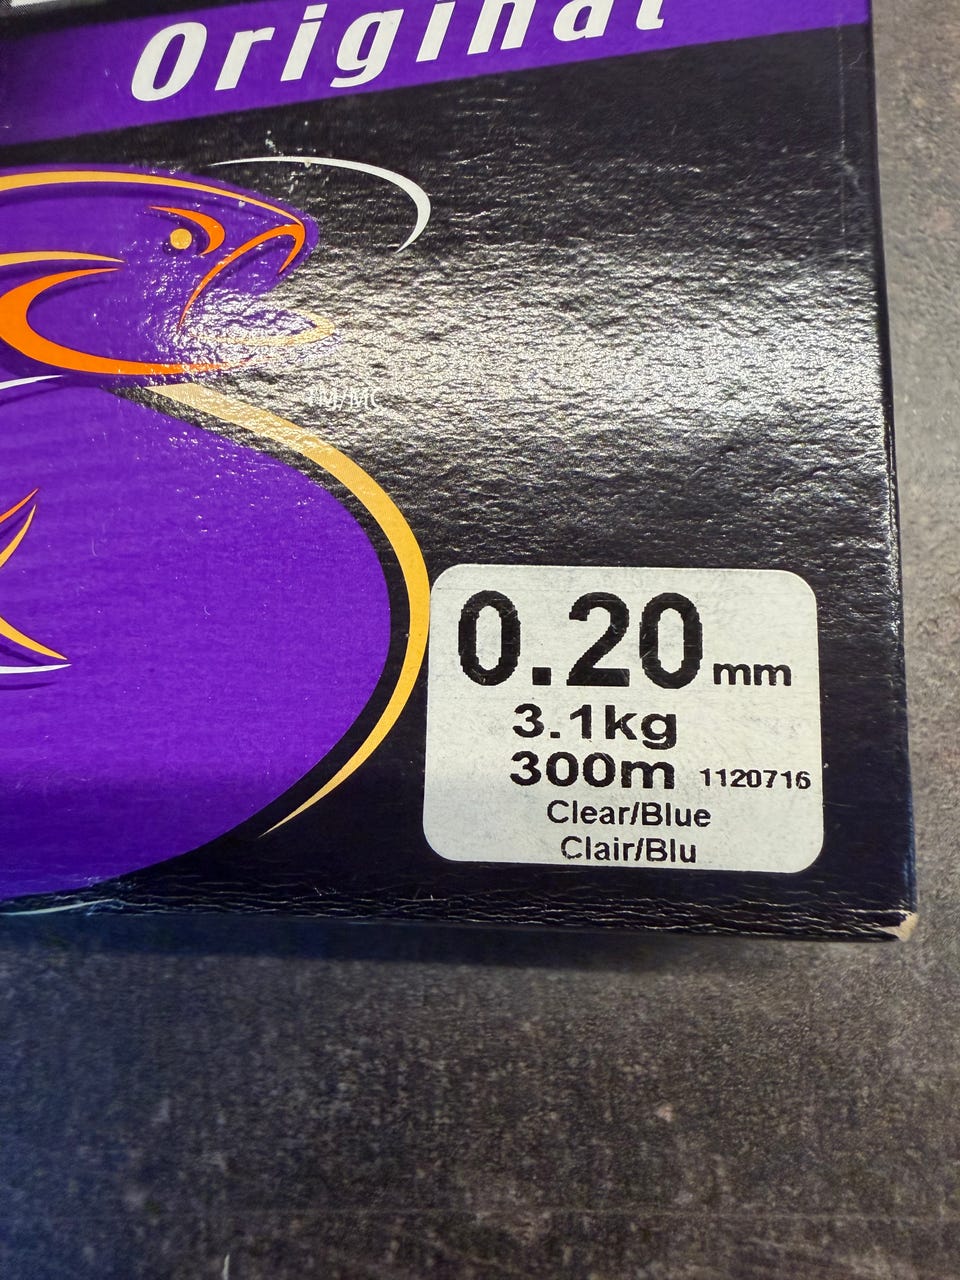 Original
TM/MC
0.20mm
3.1kg
300m 1120716
Clear/Blue
Clair/Blu